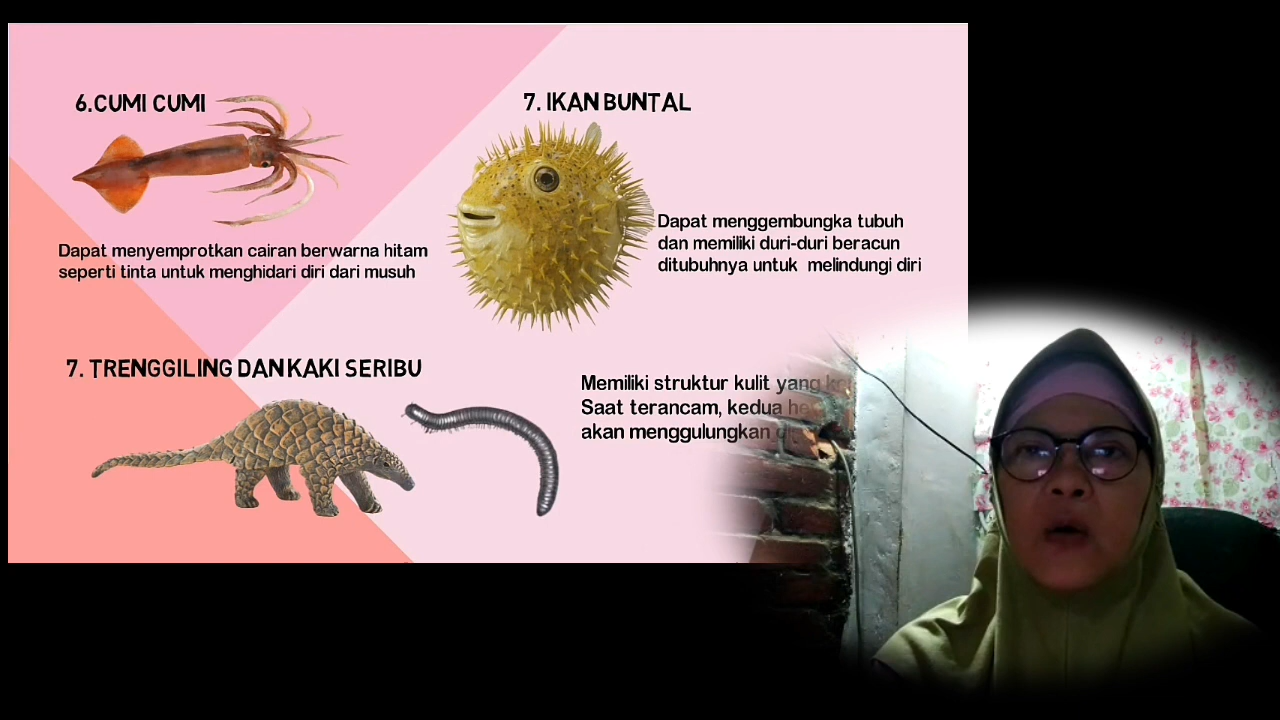 6.CUMI CUMI
Dapat menyemprotkan cairan berwarna hitam
seperti tinta untuk menghidari diri dari musuh
7. IKAN BUNTAL
Dapat menggembungka tubuh
dan memiliki duri-duri beracun
ditubuhnya untuk melindungi diri
7. TRENGGILING DAN KAKI SERIBU
Memiliki struktur kulit yang
Saat terancam, kedua
akan menggulungkan